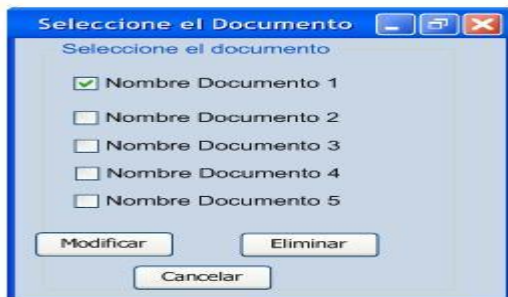 Seleccione el Documento
Seleccione el documento
Nombre Documento 1
Nombre Documento 2
Nombre Documento 3
Nombre Documento 4
Nombre Documento 5
Modificar Eliminar
Cancelar